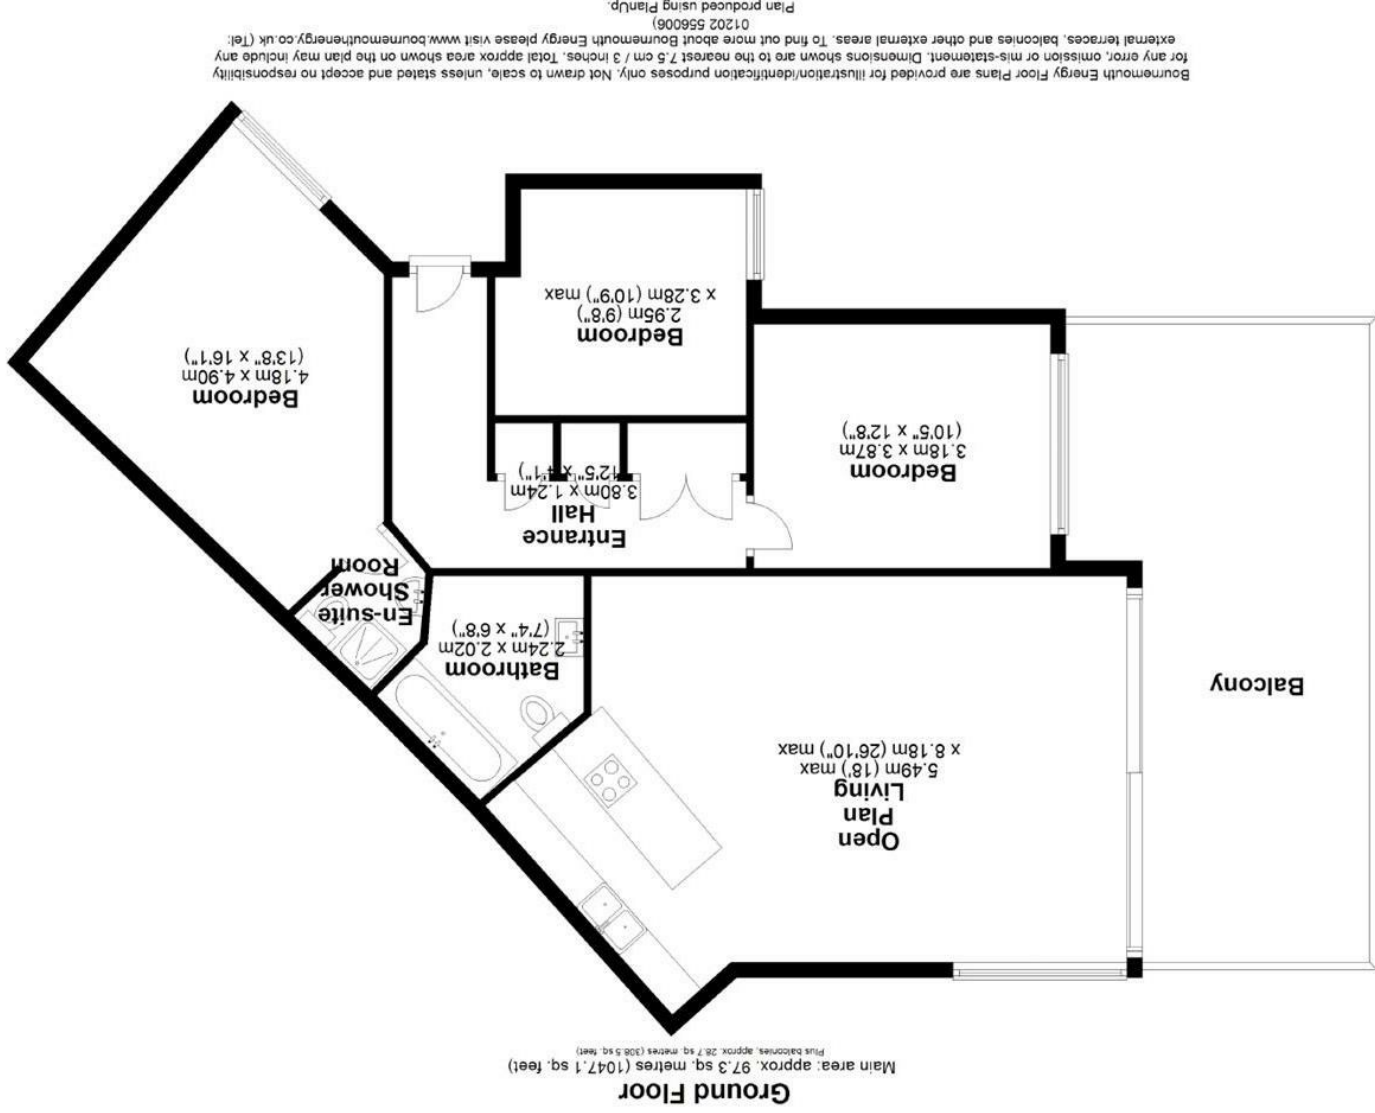 Ground Floor
Main area: approx. 97.3 sq. metres (1047.1 sq. feet)
Plus balconies, approx. 28.7 sq. metres (308.5 sq. feet)
Open
Plan
Living
5.49m (18') max
x 8.18m (26'10") max
Balcony
Bathroom
2.24m x 2.02m
(7'4" x 6'8")
En-suite
Shower
Room
Entrance
Hall
3.80m x 1.24m
12'5" x 4'1")
Bedroom
3.18m x 3.87m
(10'5" x 12'8")
Bedroom
4.18m x 4.90m
(13'8" x 16'1")
Bedroom
2.95m (9'8")
x 3.28m (10'9") max
Bournemouth Energy Floor Plans are provided for illustration/identification purposes only. Not drawn to scale, unless stated and accept no responsibility
for any error, omission or mis-statement. Dimensions shown are to the nearest 7.5 cm / 3 inches. Total approx area shown on the plan may include any
external terraces, balconies and other external areas. To find out more about Bournemouth Energy please visit www.bournemouthenergy.co.uk (Tel:
01202 556006)
Plan produced using PlanUp.